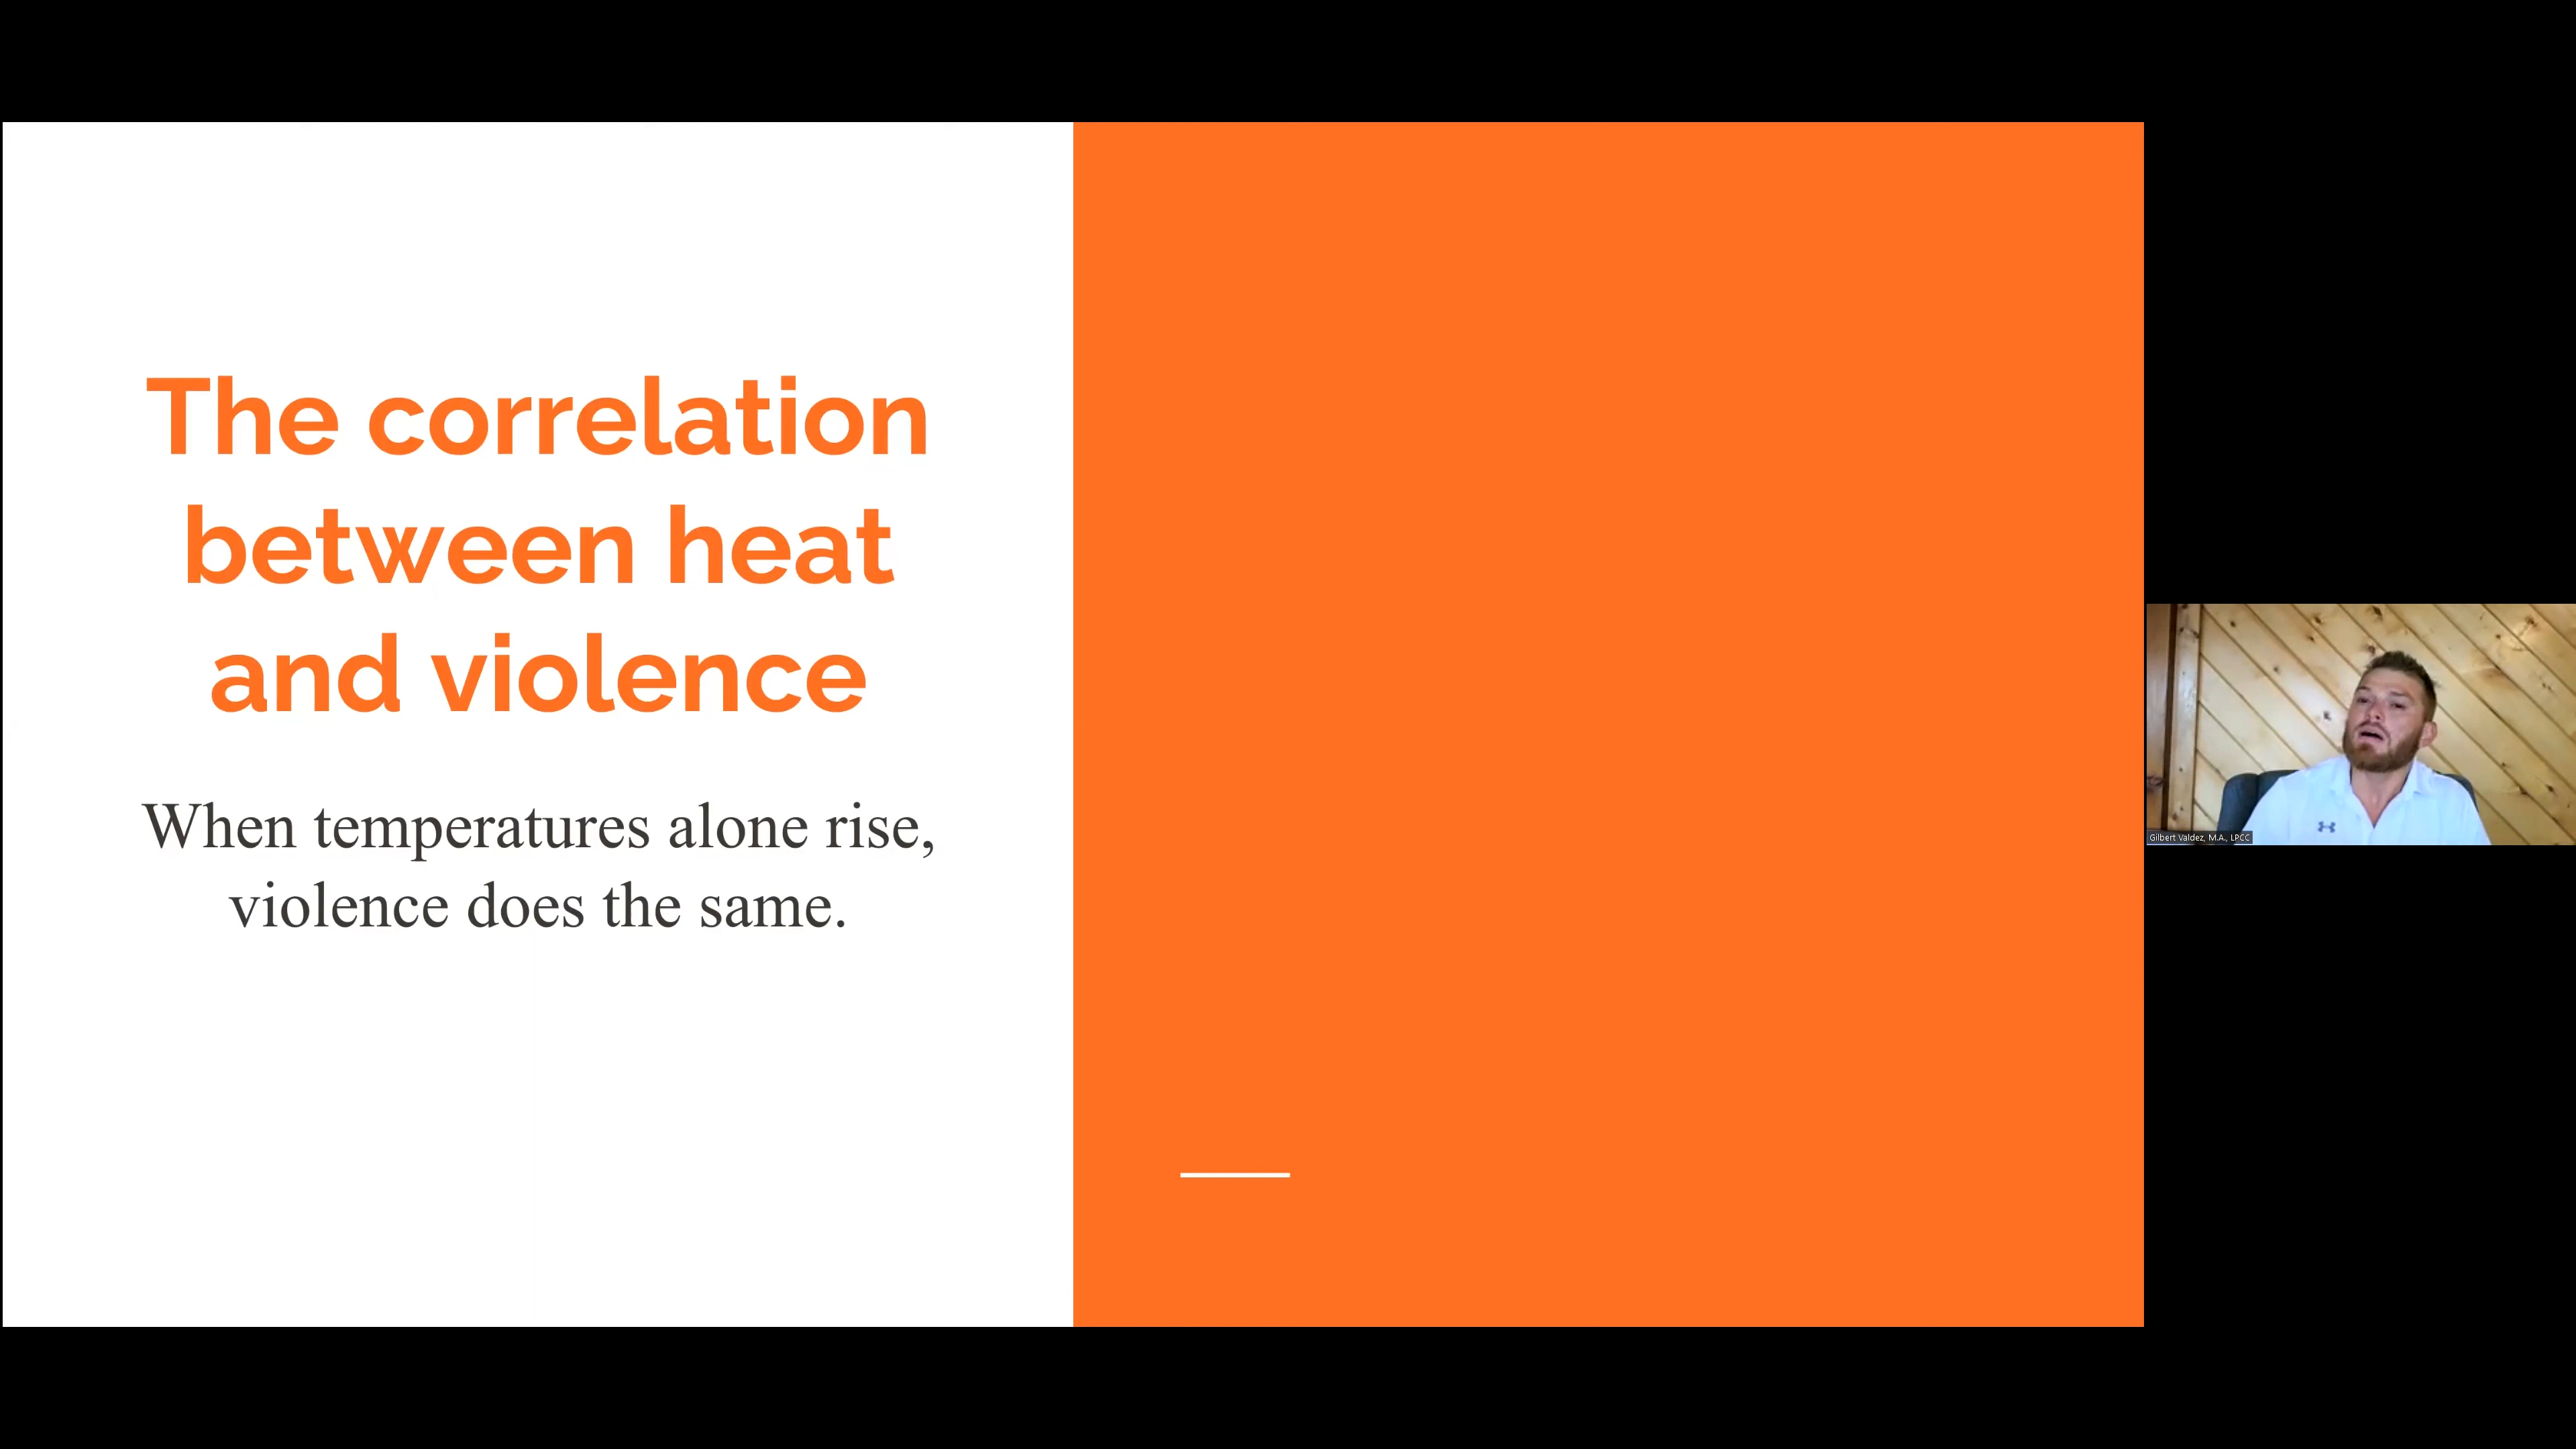 The correlation
between heat
and violence
When temperatures alone rise,
violence does the same.
Gilbert Valdez, M.A., LPCC